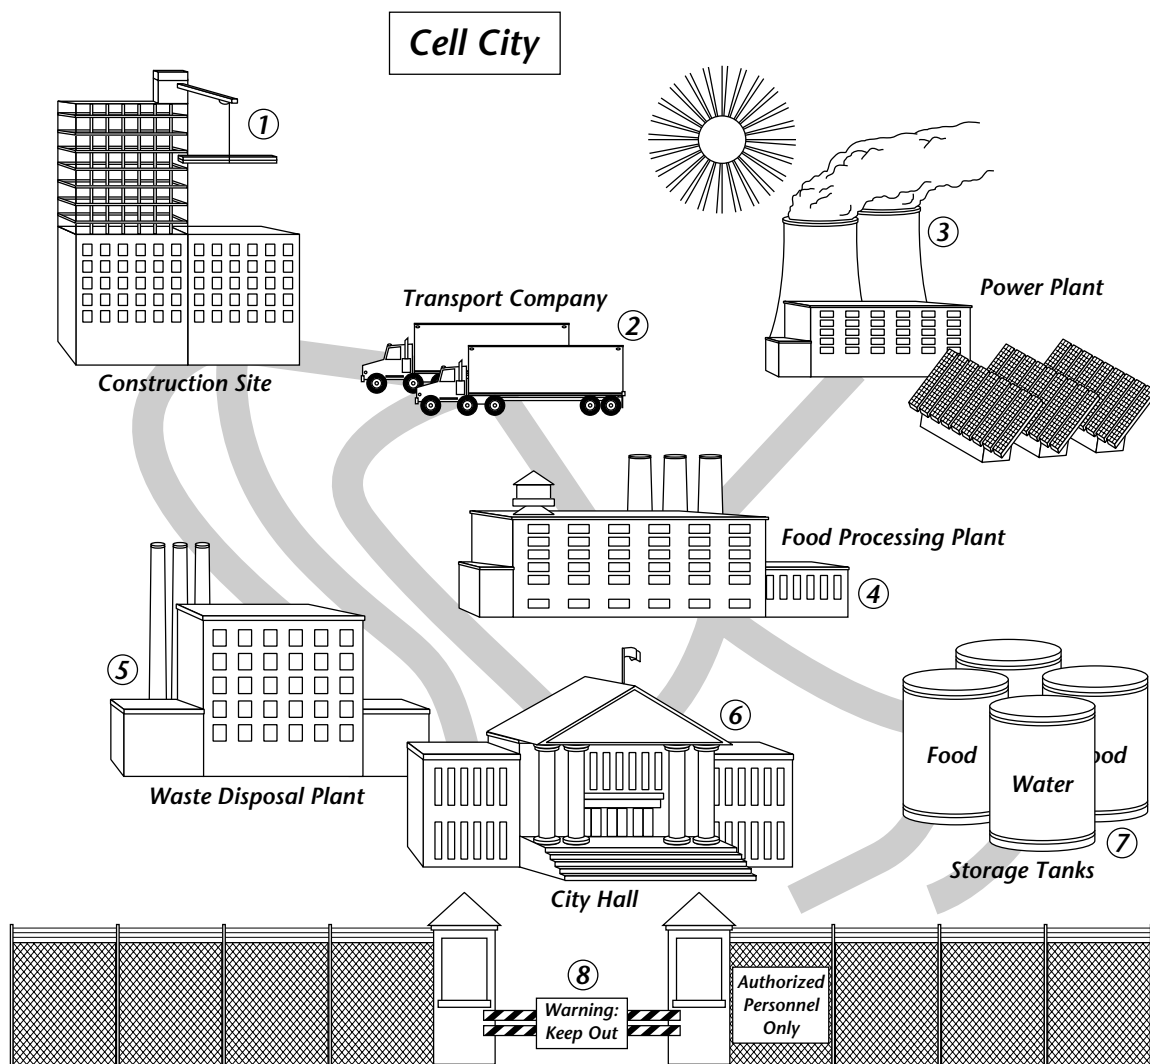 Cell City
1
Transport Company
2
3
Power Plant
Construction Site
Food Processing Plant
4
5
6
Food
Water
ood
Waste Disposal Plant
7
Storage Tanks
City Hall
8
Warning:
Keep Out
Authorized
Personnel
Only